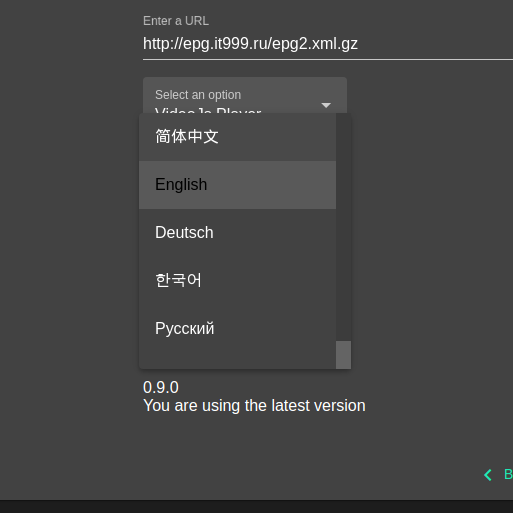 Enter a URL
http://epg.it999.ru/epg2.xml.gz
Select an option
VideoJs Player
简体中文
English
Deutsch
한국어
Русский
0.9.0
You are using the latest version
B